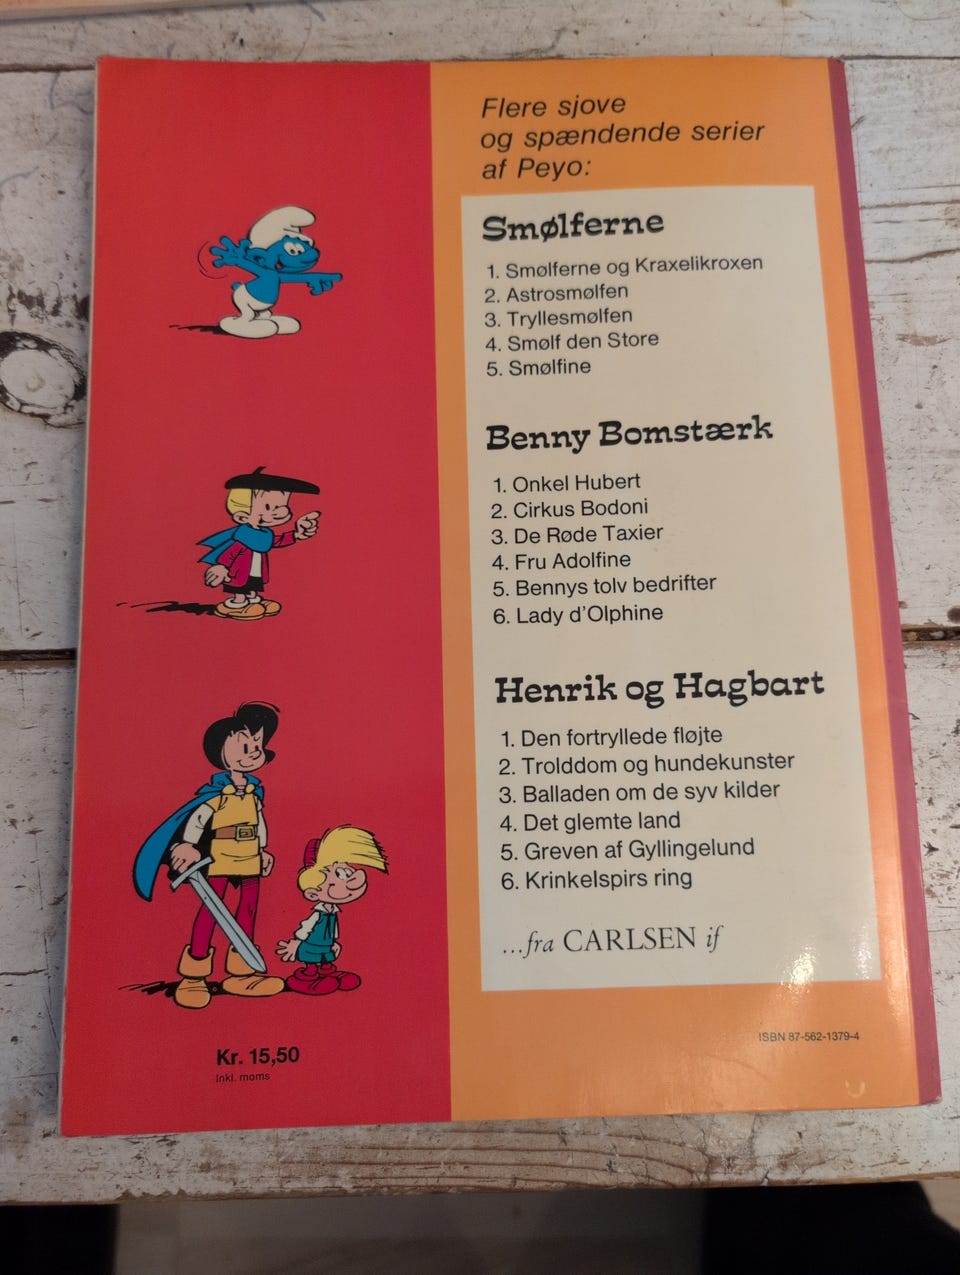 Flere sjove
og spændende serier
af Peyo:
Smølferne
1. Smølferne og Kraxelikroxen
2. Astrosmølfen
3. Tryllesmølfen
4. Smølf den Store
5. Smølfine
Benny Bomstærk
1. Onkel Hubert
2. Cirkus Bodoni
3. De Røde Taxier
4. Fru Adolfine
5. Bennys tolv bedrifter
6. Lady d'Olphine
Henrik og Hagbart
1. Den fortryllede fløjte
2. Trolddom og hundekunster
3. Balladen om de syv kilder
4. Det glemte land
5. Greven af Gyllingelund
6. Krinkelspirs ring
...fra CARLSEN if
ISBN 87-562-1379-4
Kr. 15,50
Inkl. moms